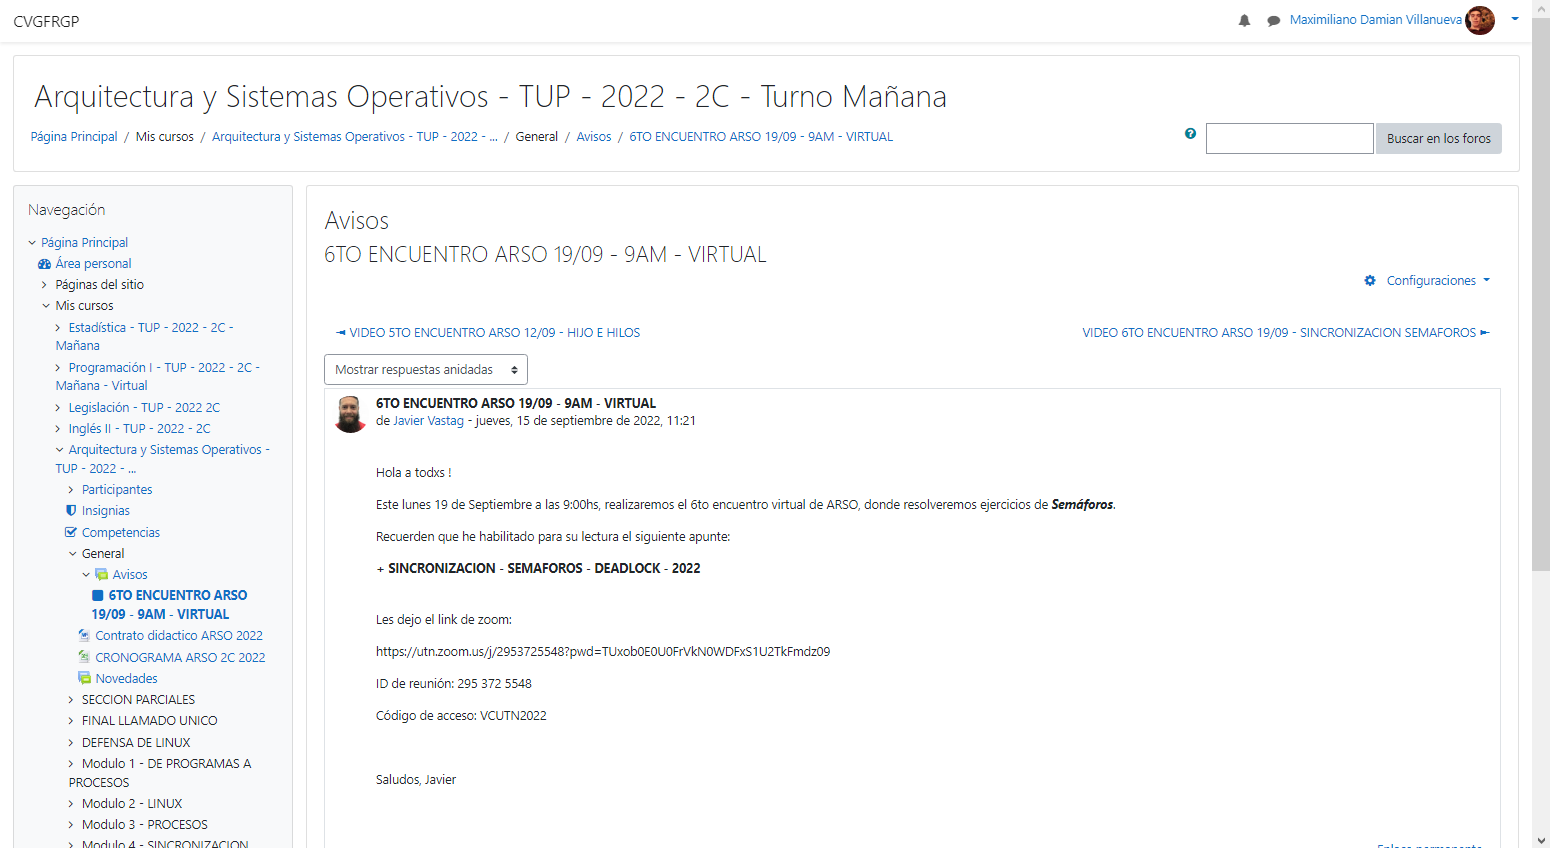 CVGFRGP
Maximiliano Damian Villanueva
Arquitectura y Sistemas Operativos - TUP - 2022 - 2C - Turno Mañana
Página Principal / Mis cursos / Arquitectura y Sistemas Operativos - TUP - 2022 - ... / General / Avisos / 6TO ENCUENTRO ARSO 19/09 - 9AM - VIRTUAL
Buscar en los foros
Navegación
Página Principal
Área personal
Páginas del sitio
Mis cursos
Estadística - TUP - 2022 - 2C -
Mañana
Programación I - TUP - 2022 - 2C -
Mañana - Virtual
Legislación - TUP - 2022 2C
Inglés II - TUP - 2022 - 2C
Arquitectura y Sistemas Operativos -
TUP - 2022 - ...
Participantes
Insignias
Competencias
General
Avisos
6TO ENCUENTRO ARSO
19/09 - 9AM - VIRTUAL
Contrato didactico ARSO 2022
CRONOGRAMA ARSO 2C 2022
Novedades
SECCION PARCIALES
FINAL LLAMADO UNICO
DEFENSA DE LINUX
Modulo 1 - DE PROGRAMAS A
PROCESOS
Modulo 2 - LINUX
Modulo 3 - PROCESOS
Modulo 4 - SINCRONIZACION
Avisos
6TO ENCUENTRO ARSO 19/09 - 9AM - VIRTUAL
Configuraciones
◄ VIDEO 5TO ENCUENTRO ARSO 12/09 - HIJO E HILOS
VIDEO 6TO ENCUENTRO ARSO 19/09 - SINCRONIZACION SEMAFOROS ►
Mostrar respuestas anidadas
6TO ENCUENTRO ARSO 19/09 - 9AM - VIRTUAL
de Javier Vastag - jueves, 15 de septiembre de 2022, 11:21
Hola a todxs !
Este lunes 19 de Septiembre a las 9:00hs, realizaremos el 6to encuentro virtual de ARSO, donde resolveremos ejercicios de Semáforos.
Recuerden que he habilitado para su lectura el siguiente apunte:
+ SINCRONIZACION - SEMAFOROS - DEADLOCK - 2022
Les dejo el link de zoom:
https://utn.zoom.us/j/2953725548?pwd=TUxob0E0U0FrVkN0WDFxS1U2TkFmdz09
ID de reunión: 295 372 5548
Código de acceso: VCUTN2022
Saludos, Javier
Enlace permanente